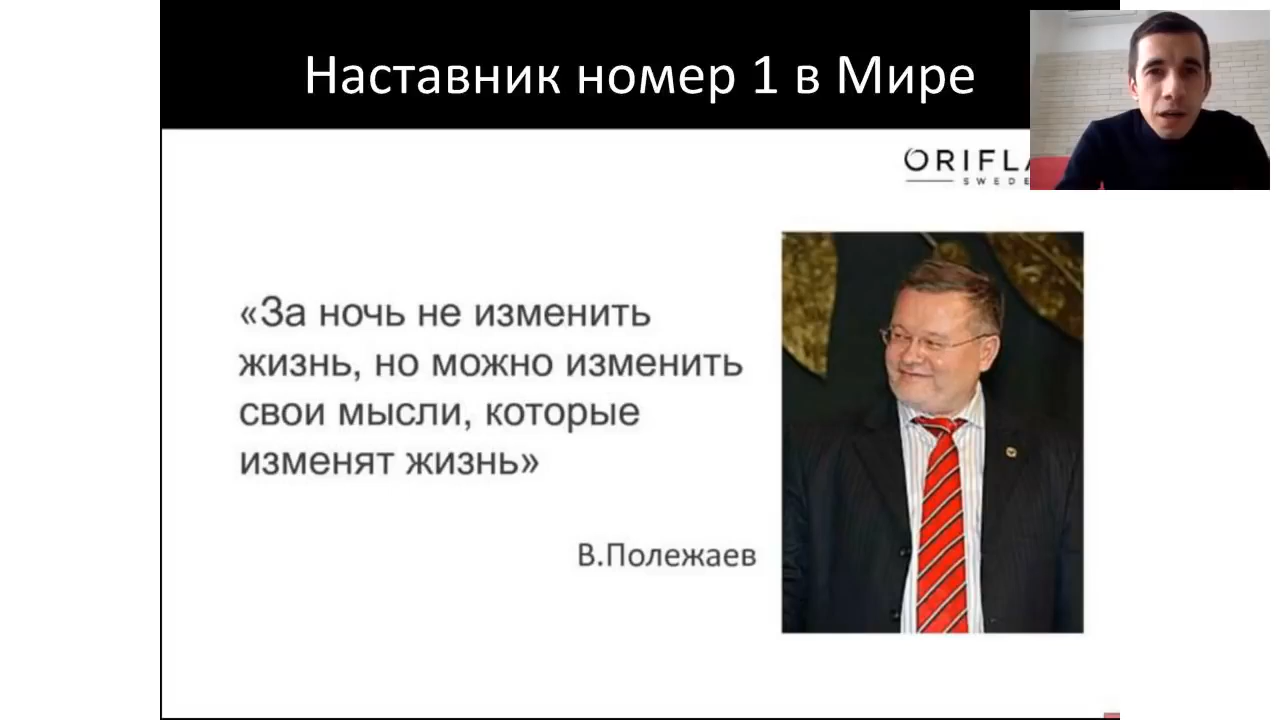 Наставник номер 1 в Мире
ORIFLA
SWEDE
«За ночь не изменить
жизнь, но можно изменить
свои мысли, которые
изменят жизнь»
В.Полежаев